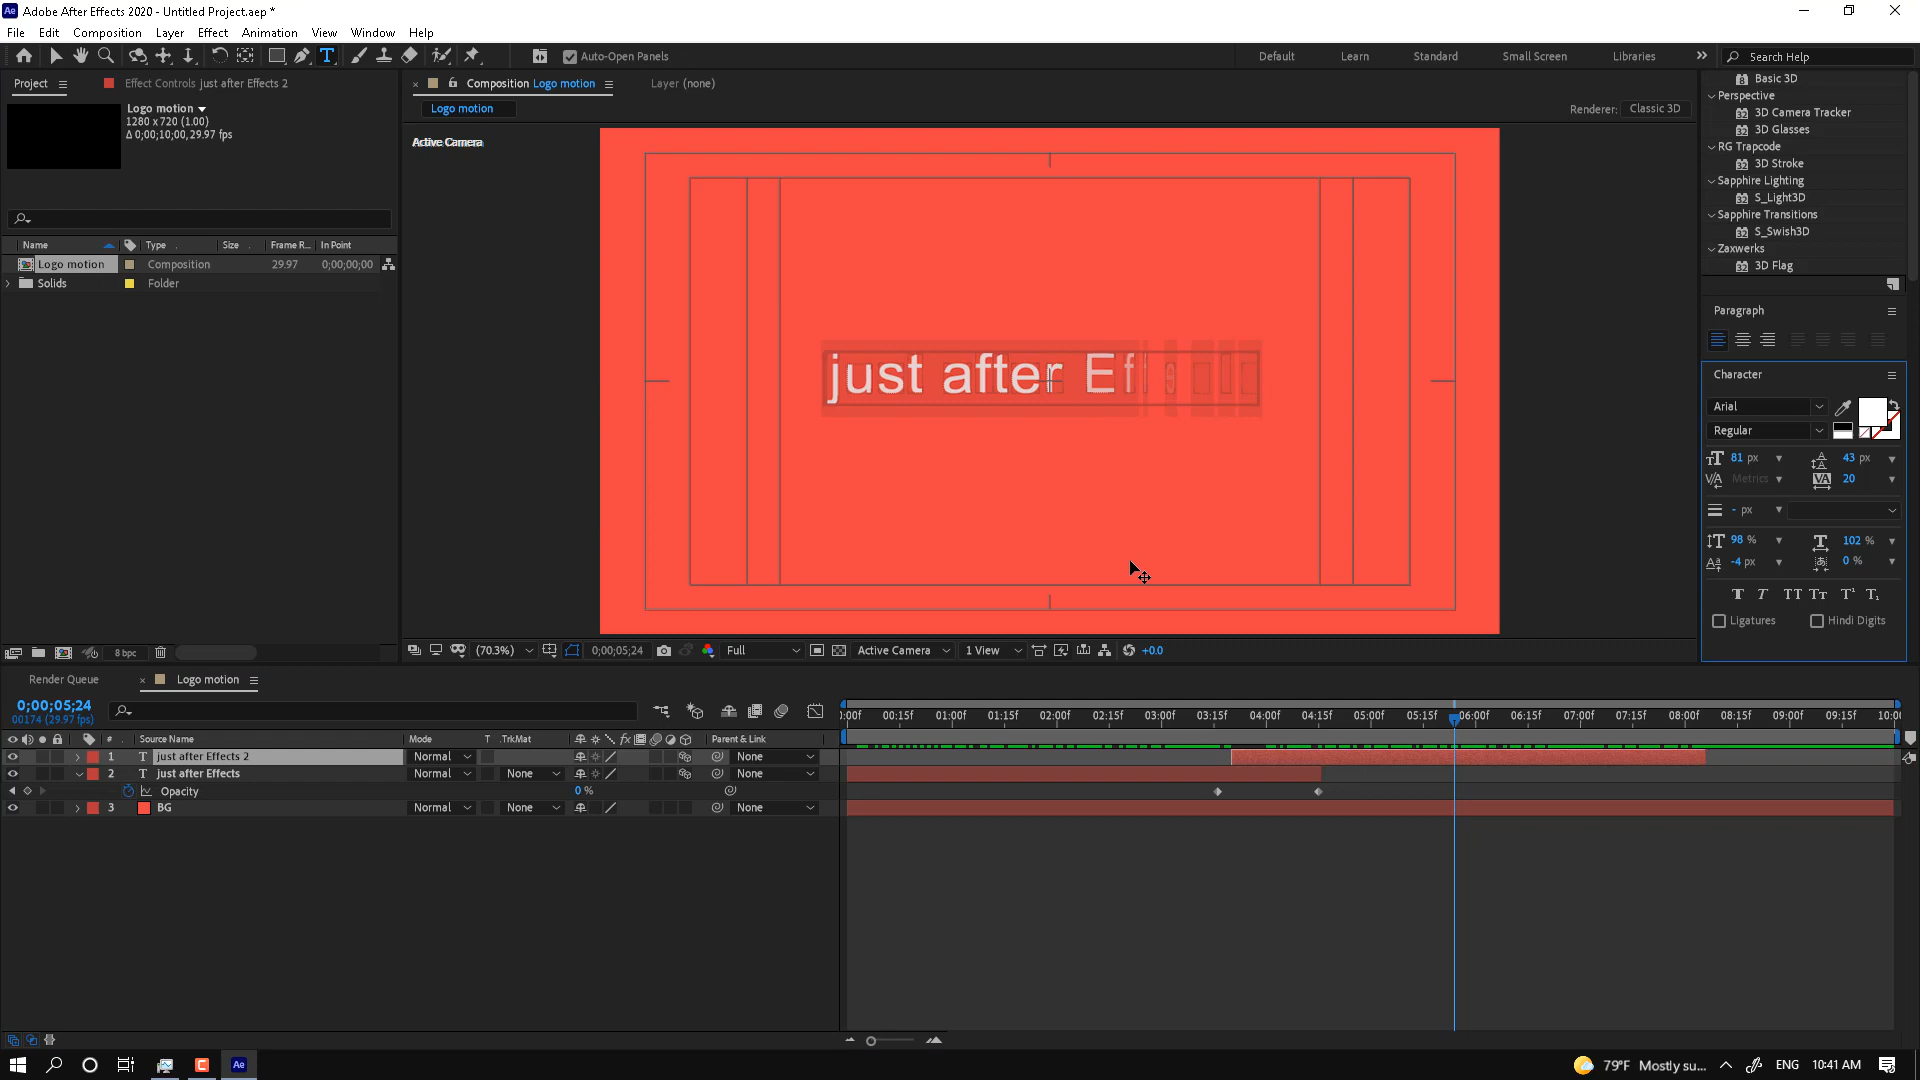 Adobe After Effects 2020 - Untitled Project.aep *
File Edit Composition Layer Effect Animation View Window Help
Auto-Open Panels
Default Learn Standard Small Screen Libraries
Search Help
Project
Effect Controls just after Effects 2
Composition Logo motion
Layer (none)
Logo motion
1280 x 720 (1.00)
Δ 0;00;10;00, 29.97 fps
Logo motion
Renderer: Classic 3D
Active Camera
just after Effe
Name Type Size Frame R... In Point
Logo motion Composition 29.97 0;00;00;00
Solids Folder
8 bpc
Basic 3D
Perspective
3D Camera Tracker
3D Glasses
RG Trapcode
3D Stroke
Sapphire Lighting
S_Light3D
Sapphire Transitions
S_Swish3D
Zaxwerks
3D Flag
Paragraph
Character
Arial
Regular
81 px 43 px
Metrics 20
- px
98 % 102 %
-4 px 0 %
Ligatures Hindi Digits
(70.3%) 0;00;05;24 Full Active Camera 1 View +0.0
Render Queue
Logo motion
0;00;05;24
00174 (29.97 fps)
:00f 00:15f 01:00f 01:15f 02:00f 02:15f 03:00f 03:15f 04:00f 04:15f 05:00f 05:15f 06:00f 06:15f 07:00f 07:15f 08:00f 08:15f 09:00f 09:15f 10:0
# Source Name Mode T .TrkMat Parent & Link
1 T just after Effects 2 Normal None
2 T just after Effects Normal None None
Opacity 0 %
3 BG Normal None None
79°F Mostly su... ENG 10:41 AM